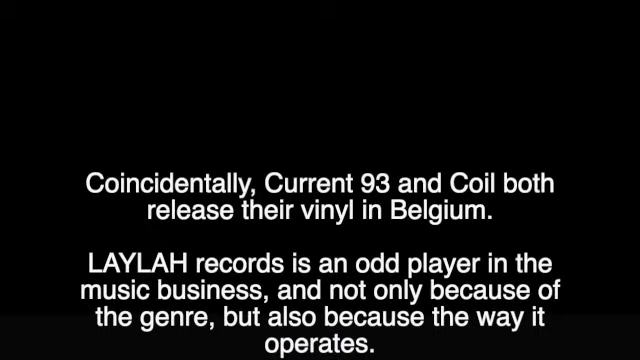 Coincidentally, Current 93 and Coil both
release their vinyl in Belgium.
LAYLAH records is an odd player in the
music business, and not only because of
the genre, but also because the way it
operates.